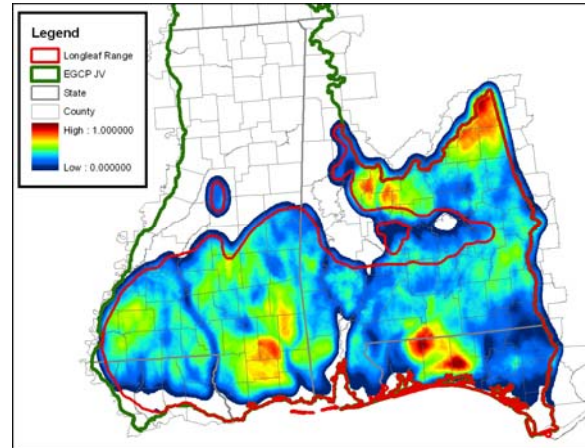 Legend
Longleaf Range
EGCP JV
State
County
High : 1.000000
Low : 0.000000